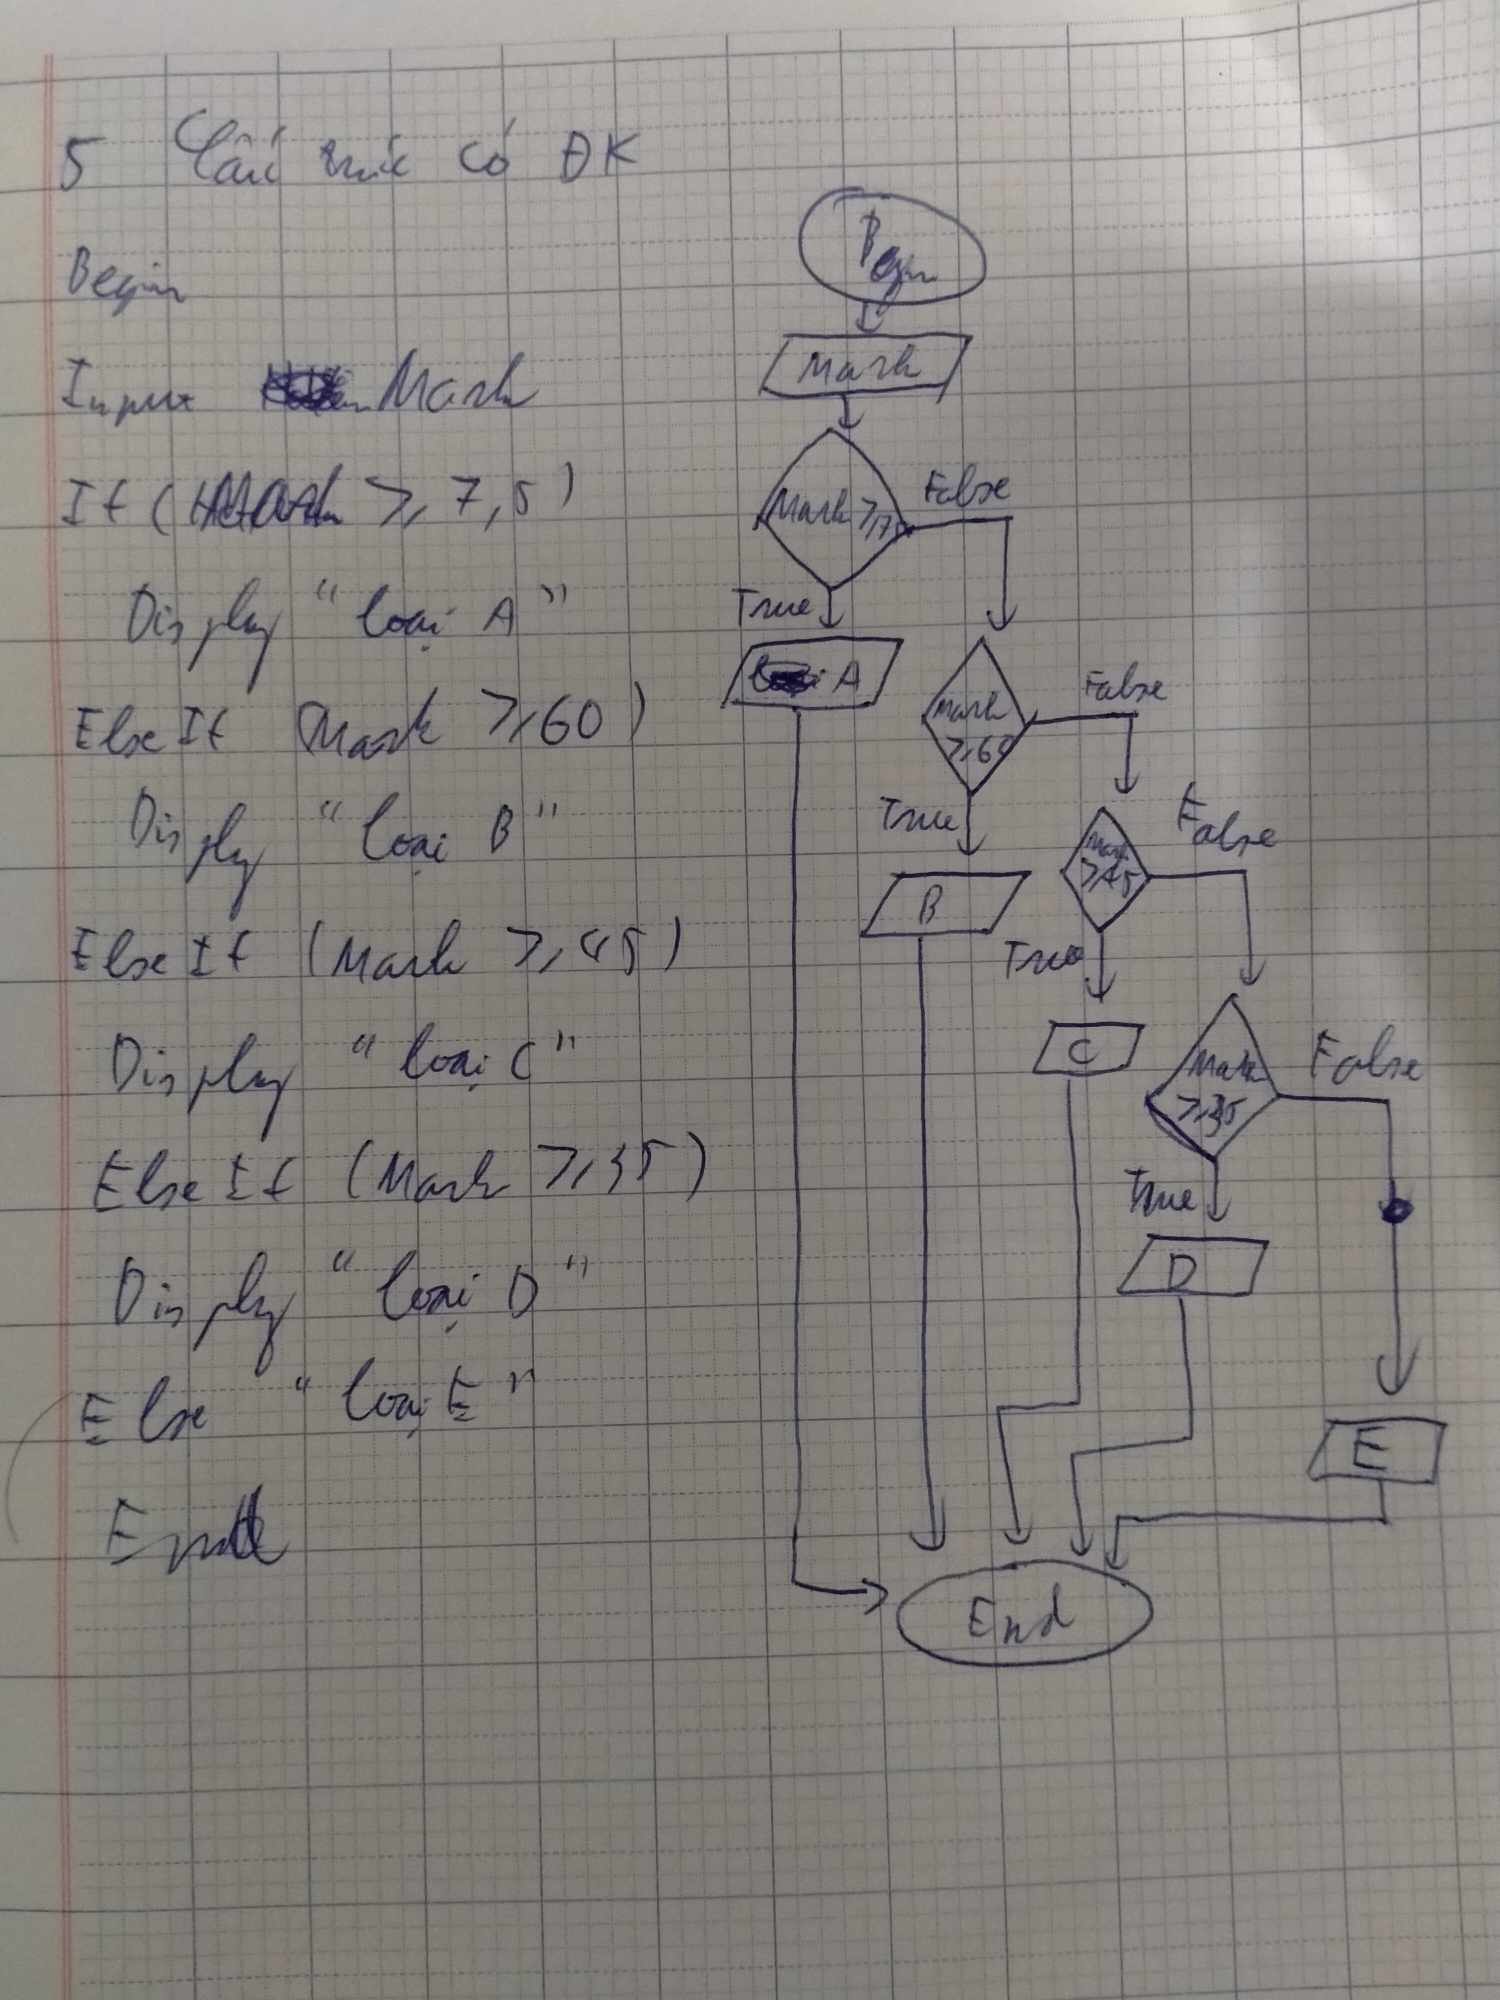 5 Cấu trúc có ĐK
Begin
Input Mark
If (Mark ≥ 7,5)
Display "loại A"
Else If (Mark ≥ 60)
Display "loại B"
Else If (Mark ≥ 45)
Display "loại C"
Else If (Mark ≥ 35)
Display "loại D"
Else "loại E"
End
Begin
Mark
Mark ≥ 75
False
True
A
Mark
≥ 60
False
True
B
Mark
≥ 45
False
True
C
Mark
≥ 35
False
True
D
E
End